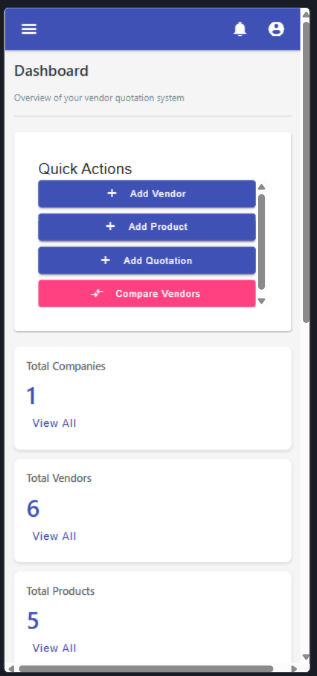 Dashboard
Overview of your vendor quotation system
Quick Actions
Add Vendor
Add Product
Add Quotation
Compare Vendors
Total Companies
1
View All
Total Vendors
6
View All
Total Products
5
View All